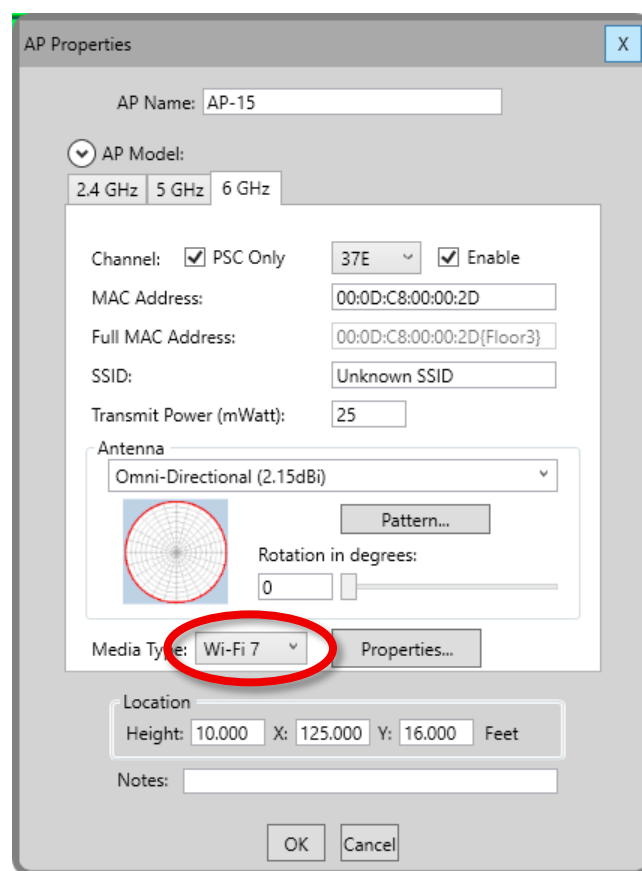 AP Properties X
AP Name: AP-15
AP Model:
2.4 GHz 5 GHz 6 GHz
Channel: PSC Only 37E Enable
MAC Address: 00:0D:C8:00:00:2D
Full MAC Address: 00:0D:C8:00:00:2D{Floor3}
SSID: Unknown SSID
Transmit Power (mWatt): 25
Antenna
Omni-Directional (2.15dBi)
Pattern...
Rotation in degrees:
0
Media Type: Wi-Fi 7 Properties...
Location
Height: 10.000 X: 125.000 Y: 16.000 Feet
Notes:
OK Cancel